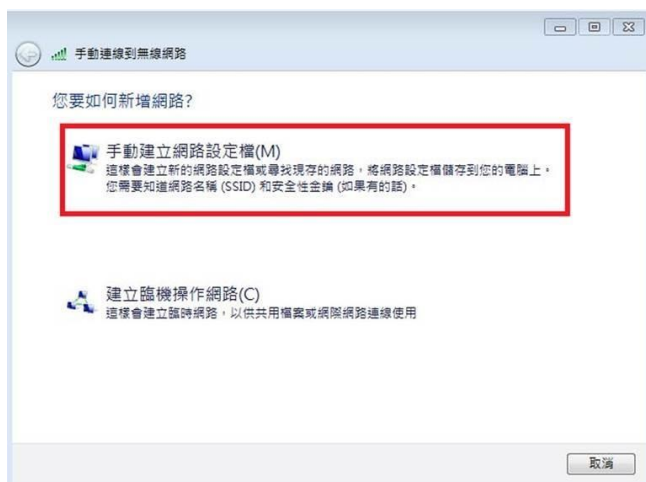 手動連線到無線網路
您要如何新增網路?
手動建立網路設定檔(M)
這樣會建立新的網路設定檔或尋找現存的網路，將網路設定檔儲存到您的電腦上。
您需要知道網路名稱 (SSID) 和安全性金鑰 (如果有的話)。
建立臨機操作網路(C)
這樣會建立臨時網路，以供共用檔案或網際網路連線使用
取消